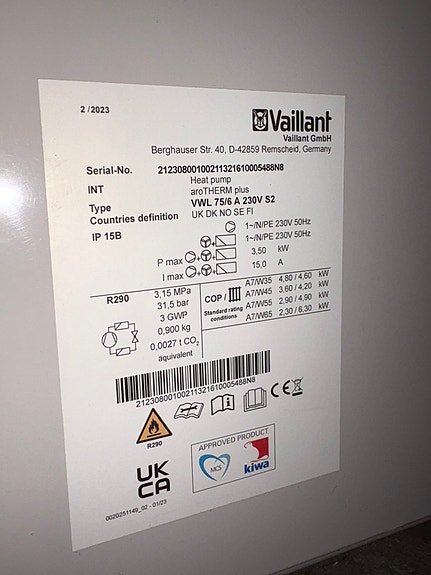 2 /2023
Vaillant
Vaillant GmbH
Berghauser Str. 40, D-42859 Remscheid, Germany
Serial-No. 21230800100211321610005488N8
Heat pump
INT aroTHERM plus
Type VWL 75/6 A 230V S2
Countries definition UK DK NO SE FI
IP 15B 1~/N/PE 230V 50Hz
1~/N/PE 230V 50Hz
P max + + 3,50 kW
I max + + 15,0 A
R290 3,15 MPa
31,5 bar
3 GWP
0,900 kg
0,0027 t CO2
equivalent
COP /
Standard rating
conditions
A7/W35 4,80 / 4,60 kW
A7/W45 3,60 / 4,20 kW
A7/W55 2,90 / 4,90 kW
A7/W65 2,30 / 6,30 kW
21230800100211321610005488N8
R290
CE
UK
CA
APPROVED PRODUCT
MCS
kiwa
0020251149_02 - 01/23